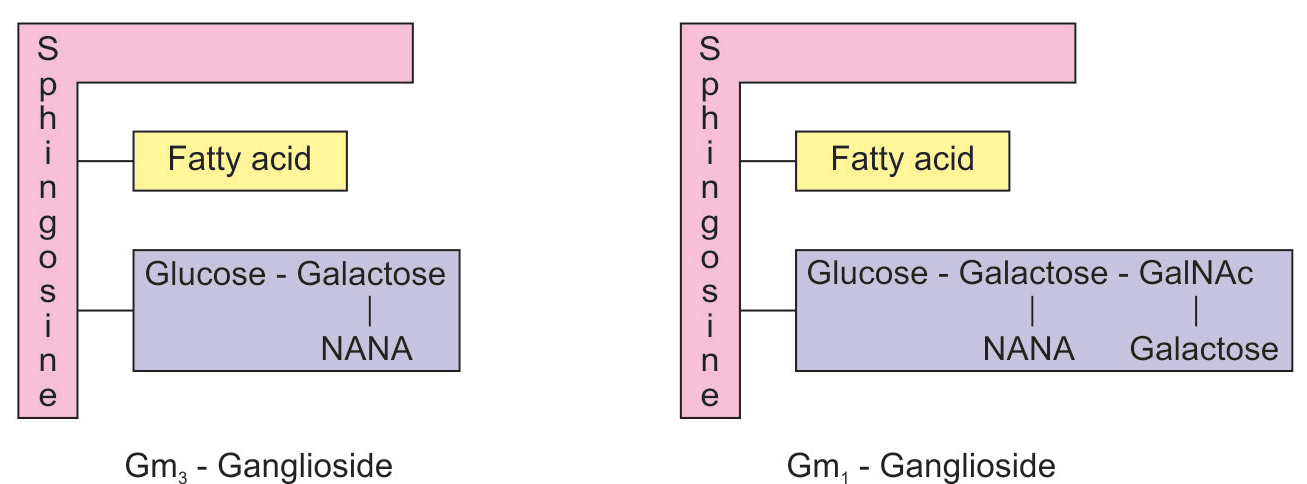 Sphingosine
Fatty acid
Glucose - Galactose
|
NANA
Gm₃ - Ganglioside
Sphingosine
Fatty acid
Glucose - Galactose - GalNAc
| |
NANA Galactose
Gm₁ - Ganglioside